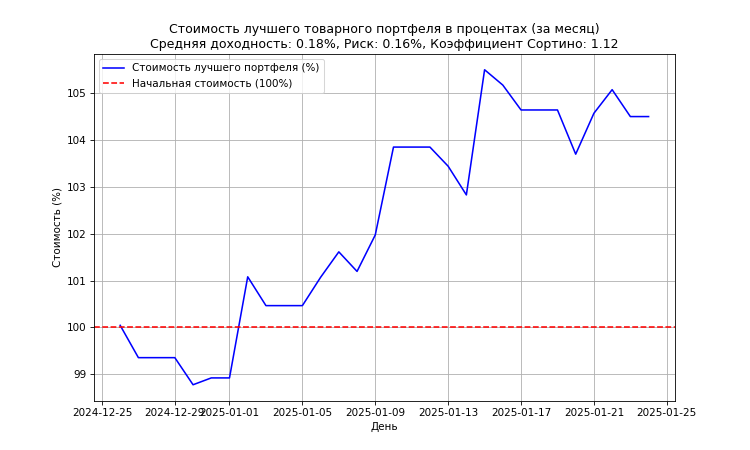 Стоимость лучшего товарного портфеля в процентах (за месяц)
Средняя доходность: 0.18%, Риск: 0.16%, Коэффициент Сортино: 1.12
Стоимость лучшего портфеля (%)
Начальная стоимость (100%)
105
104
103
102
101
100
99
Стоимость (%)
2024-12-25 2024-12-29 2025-01-01 2025-01-05 2025-01-09 2025-01-13 2025-01-17 2025-01-21 2025-01-25
День